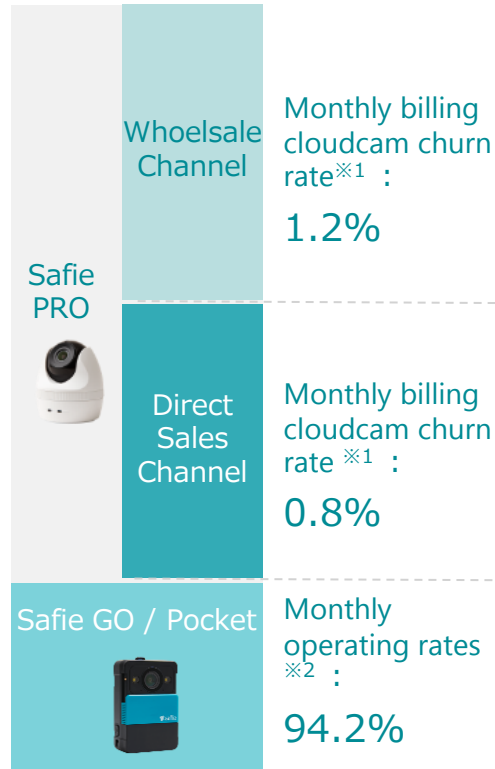 Safie
PRO
Whoelsale
Channel
Monthly billing
cloudcam churn
rate※1 :
1.2%
Direct
Sales
Channel
Monthly billing
cloudcam churn
rate ※1 :
0.8%
Safie GO / Pocket
Monthly
operating rates
※2 :
94.2%